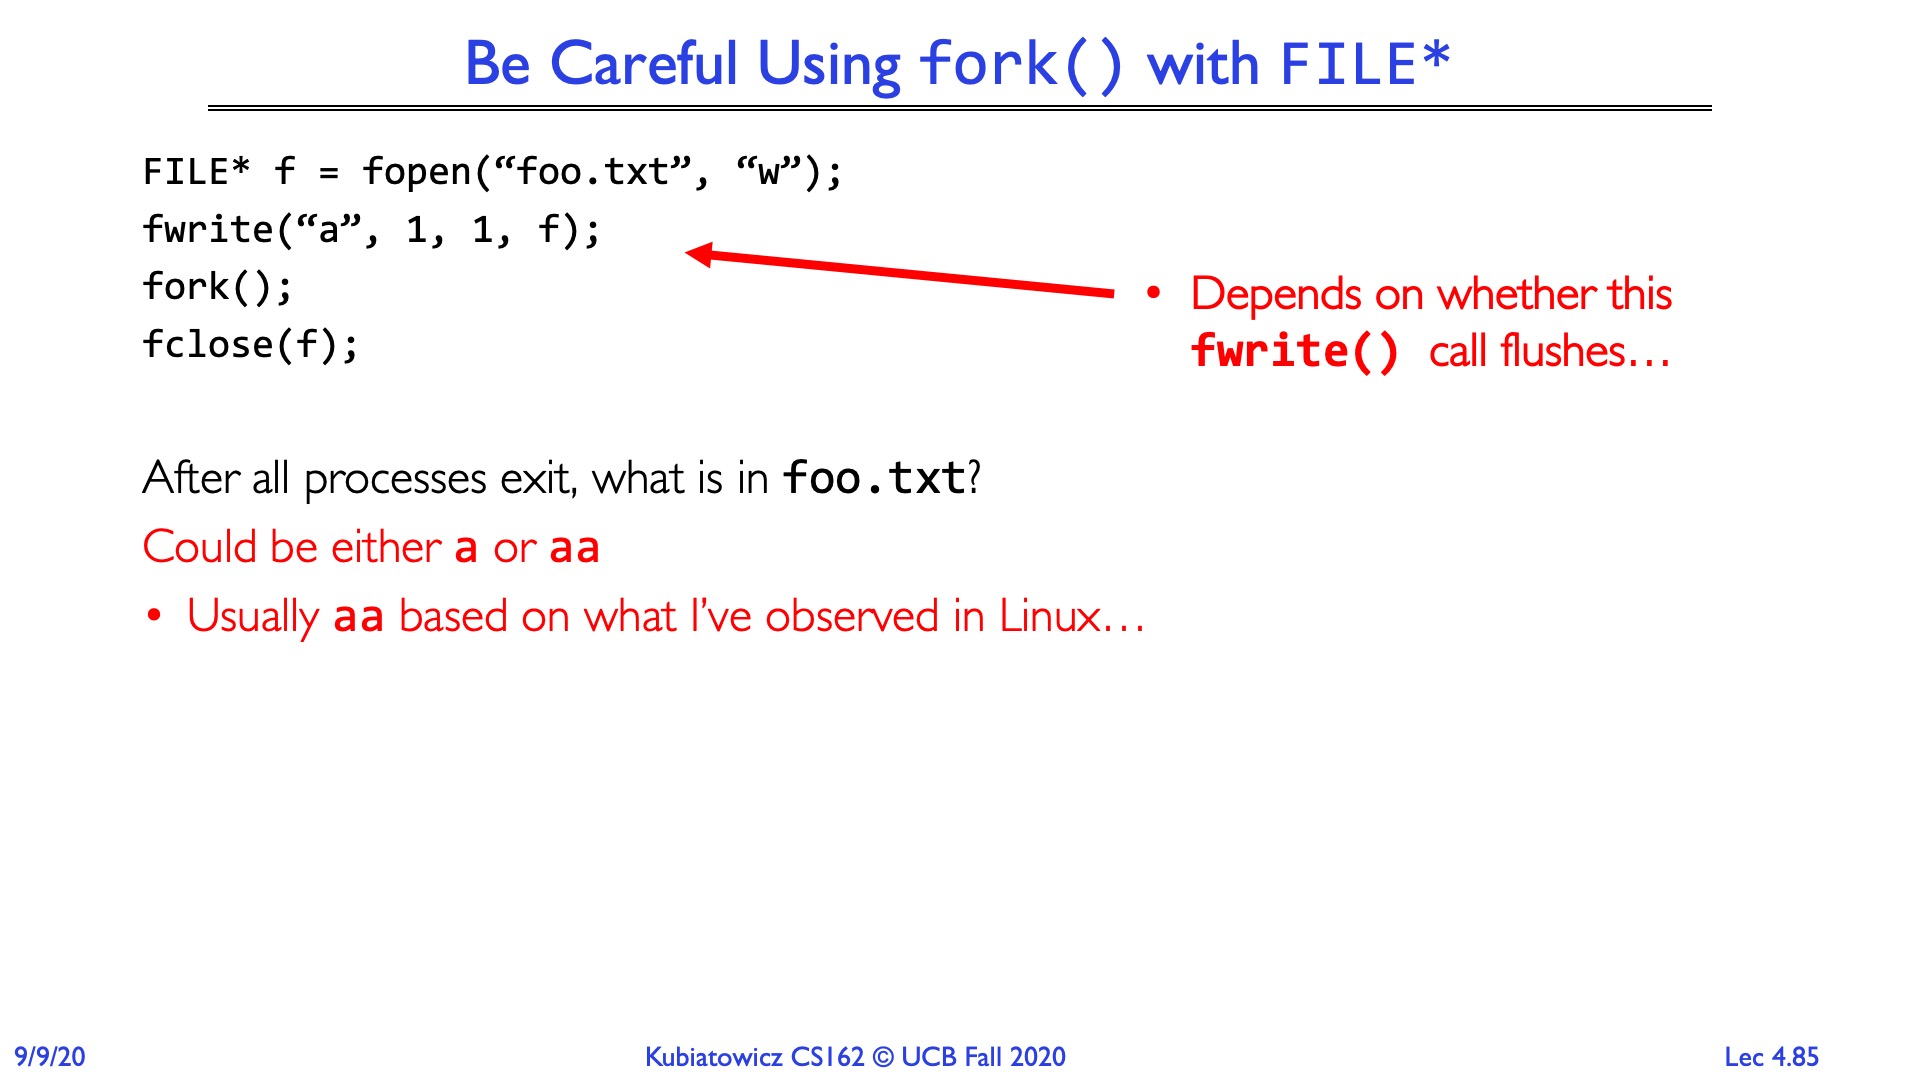 Be Careful Using fork() with FILE*
FILE* f = fopen(“foo.txt”, “w”);
fwrite(“a”, 1, 1, f);
fork();
fclose(f);
• Depends on whether this
fwrite() call flushes…
After all processes exit, what is in foo.txt?
Could be either a or aa
• Usually aa based on what I’ve observed in Linux…
9/9/20
Kubiatowicz CS162 © UCB Fall 2020
Lec 4.85